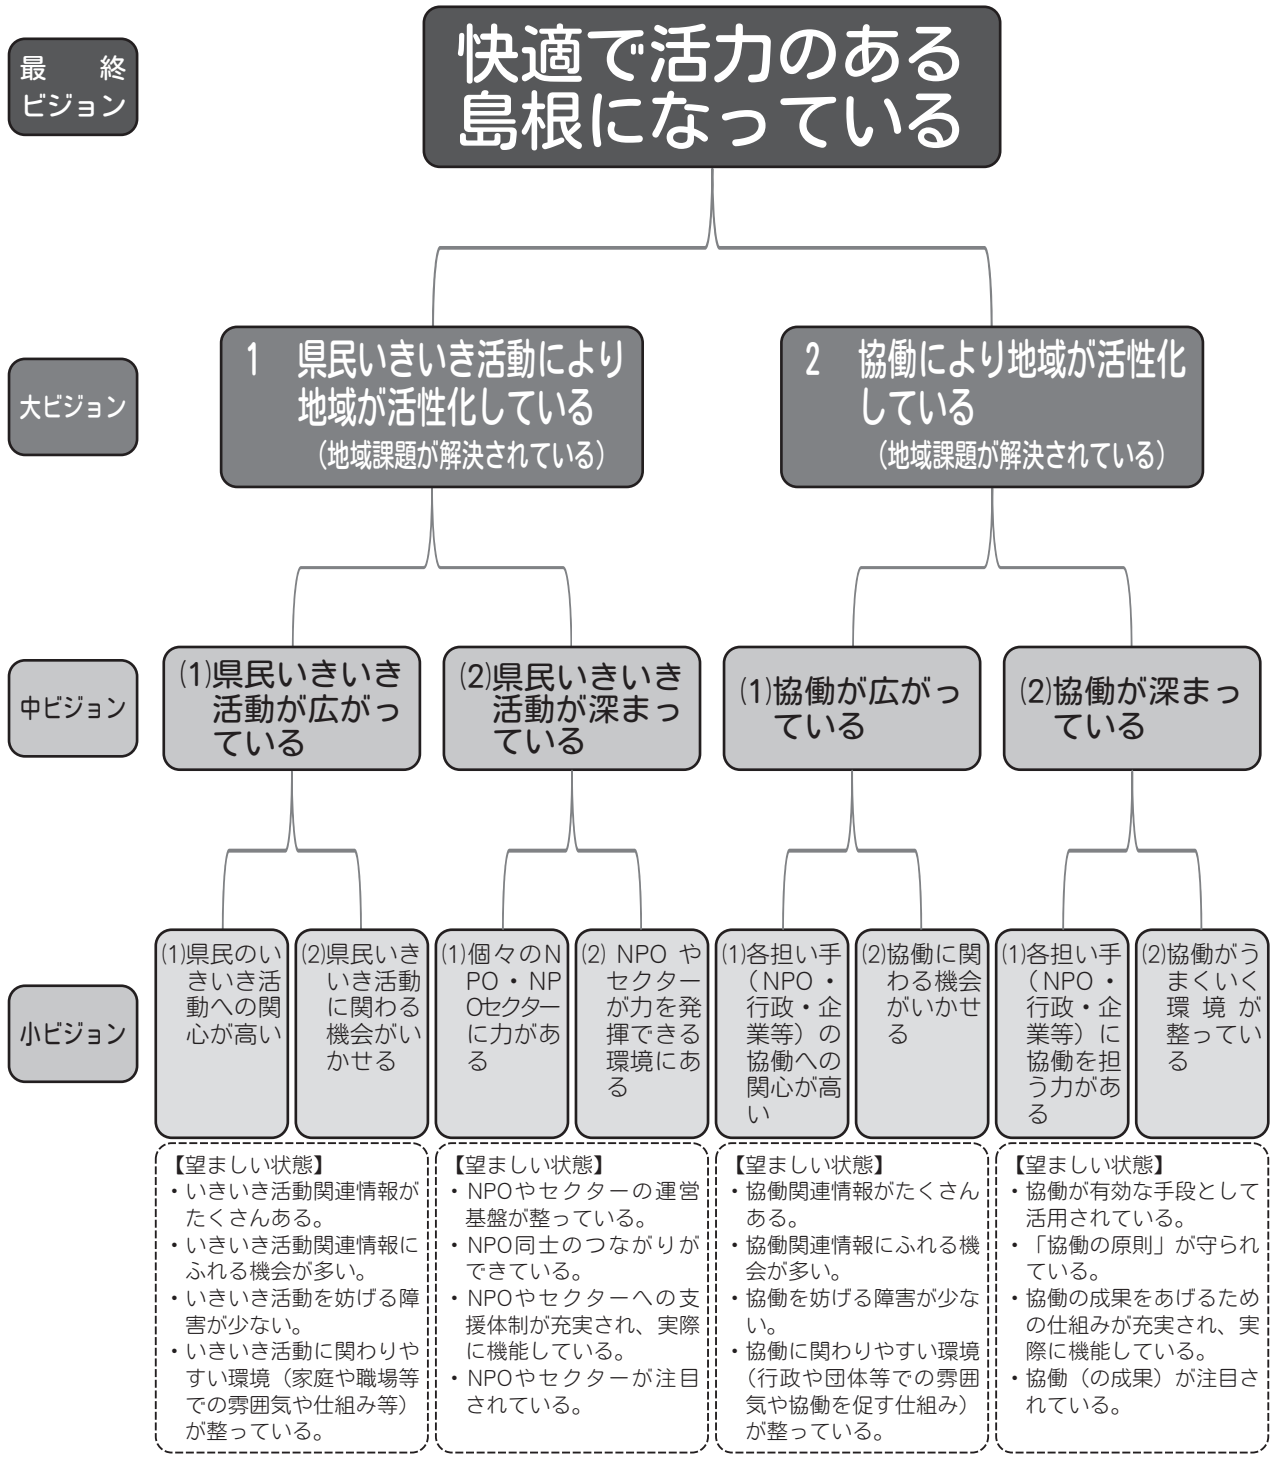 最　終
ビジョン
快適で活力のある
島根になっている
大ビジョン
1　県民いきいき活動により
地域が活性化している
（地域課題が解決されている）
2　協働により地域が活性化
している
（地域課題が解決されている）
中ビジョン
⑴県民いきいき
活動が広がっ
ている
⑵県民いきいき
活動が深まっ
ている
⑴協働が広がっ
ている
⑵協働が深まっ
ている
小ビジョン
⑴県民のい
きいき活
動への関
心が高い
⑵県民いき
いき活動
に関わる
機会がい
かせる
⑴個々のN
PO・NP
Oセクター
に力があ
る
⑵ NPO や
セクター
が力を発
揮できる
環境にあ
る
⑴各担い手
（NPO・
行政・企
業等）の
協働への
関心が高
い
⑵協働に関
わる機会
がいかせ
る
⑴各担い手
（NPO・
行政・企
業等）に
協働を担
う力があ
る
⑵協働がう
まくいく
環境が
整ってい
る
【望ましい状態】
・いきいき活動関連情報が
たくさんある。
・いきいき活動関連情報に
ふれる機会が多い。
・いきいき活動を妨げる障
害が少ない。
・いきいき活動に関わりや
すい環境（家庭や職場等
での雰囲気や仕組み等）
が整っている。
【望ましい状態】
・NPOやセクターの運営
基盤が整っている。
・NPO同士のつながりが
できている。
・NPOやセクターへの支
援体制が充実され、実際
に機能している。
・NPOやセクターが注目
されている。
【望ましい状態】
・協働関連情報がたくさん
ある。
・協働関連情報にふれる機
会が多い。
・協働を妨げる障害が少な
い。
・協働に関わりやすい環境
（行政や団体等での雰囲
気や協働を促す仕組み）
が整っている。
【望ましい状態】
・協働が有効な手段として
活用されている。
・「協働の原則」が守られ
ている。
・協働の成果をあげるため
の仕組みが充実され、実
際に機能している。
・協働（の成果）が注目さ
れている。